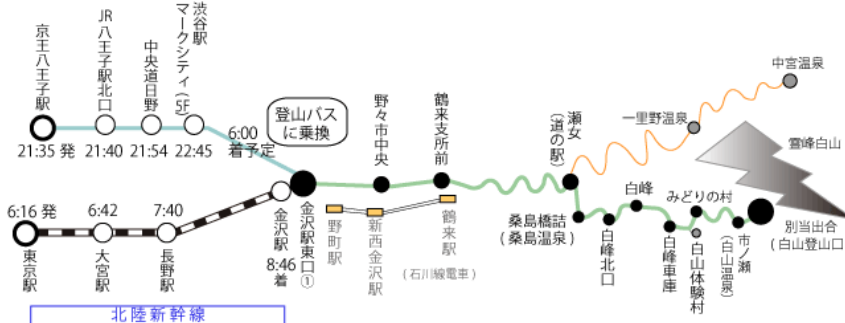 京王八王子駅
JR八王子駅北口
中央道日野
渋谷駅
マークシティ(5F)
21:35 発
21:40
21:54
22:45
6:00
着予定
登山バス
に乗換
野々市中央
鶴来支所前
瀬女
(道の駅)
一里野温泉
中宮温泉
霊峰白山
6:16 発
6:42
7:40
東京駅
大宮駅
長野駅
金沢駅
8:46
着
金沢駅東口①
野町駅
新西金沢駅
鶴来駅
(石川線電車)
桑島橋詰
(桑島温泉)
白峰北口
白峰
白峰車庫
みどりの村
白山体験村
市ノ瀬
(白山温泉)
別当出合
(白山登山口)
北陸新幹線